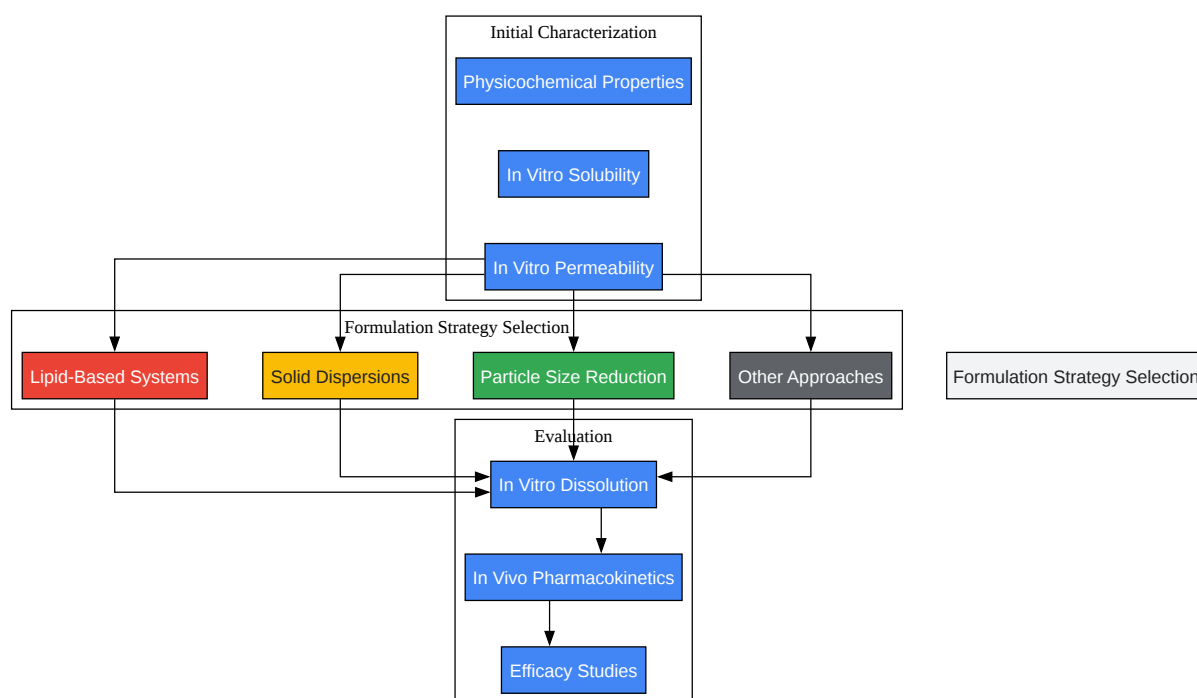 Initial Characterization
Physicochemical Properties
In Vitro Solubility
In Vitro Permeability
Formulation Strategy Selection
Lipid-Based Systems
Solid Dispersions
Particle Size Reduction
Other Approaches
Formulation Strategy Selection
Evaluation
In Vitro Dissolution
In Vivo Pharmacokinetics
Efficacy Studies